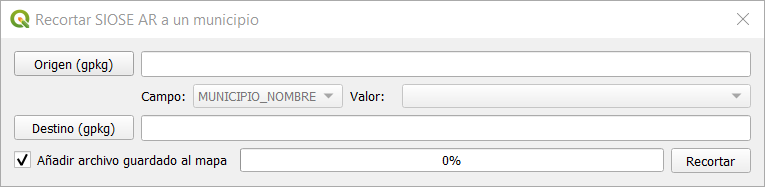 Recortar SIOSE AR a un municipio
Origen (gpkg)
Campo: MUNICIPIO_NOMBRE Valor:
Destino (gpkg)
Añadir archivo guardado al mapa 0% Recortar